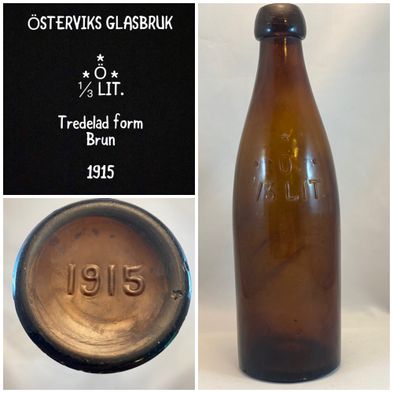 ÖSTERVIKS GLASBRUK
*
* Ö *
1/3 LIT.
Tredelad form
Brun
1915
1915
*
* Ö *
1/3 LIT.